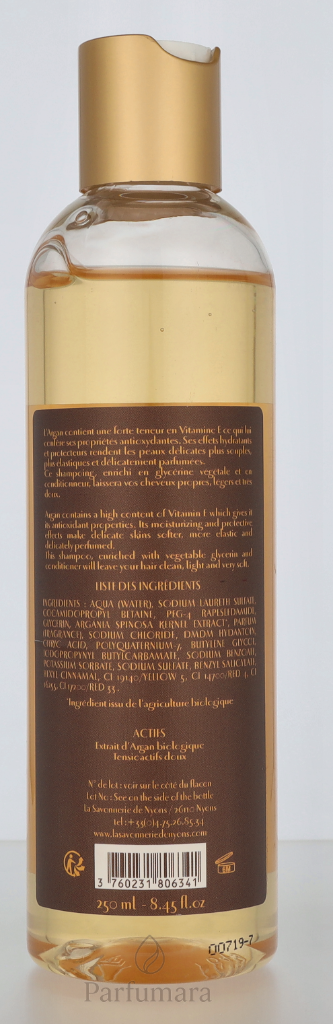 L'Argan contient une forte teneur en Vitamine E ce qui lui
confère ses propriétés antioxydantes. Ses effets hydratants
et protecteurs rendent les peaux délicates plus souples,
plus élastiques et délicatement parfumées.
Ce shampoing, enrichi en glycérine végétale et en
conditionneur, laissera vos cheveux propres, légers et très
doux.
Argan contains a high content of Vitamin E which gives it
its antioxidant properties. Its moisturizing and protective
effects make delicate skins softer, more elastic and
delicately perfumed.
This shampoo, enriched with vegetable glycerin and
conditioner will leave your hair clean, light and very soft.
LISTE DES INGRÉDIENTS
INGREDIENTS : AQUA (WATER), SODIUM LAURETH SULFATE,
COCAMIDOPROPYL BETAINE, PEG-4 RAPESEEDAMIDE,
GLYCERIN, ARGANIA SPINOSA KERNEL EXTRACT*, PARFUM
(FRAGRANCE), SODIUM CHLORIDE, DMDM HYDANTOIN,
CITRIC ACID, POLYQUATERNIUM-7, BUTYLENE GLYCOL,
IODOPROPYNYL BUTYLCARBAMATE, SODIUM BENZOATE,
POTASSIUM SORBATE, SODIUM SULFATE, BENZYL SALICYLATE,
HEXYL CINNAMAL, CI 19140/YELLOW 5, CI 14700/RED 4, CI
CI 17200/RED 33.
*Ingrédient issu de l'agriculture biologique
ACTIFS
Extrait d'Argan biologique
Tensio actifs doux
N° de lot : voir sur le côté du flacon
Lot No : See on the side of the bottle
La Savonnerie de Nyons / 26110 Nyons
tel : +33(0)4.75.26.85.34
www.lasavonneriedenyons.com
3 760231 806341
250 ml - 8.45 fl.oz
00719-7
Parfumara